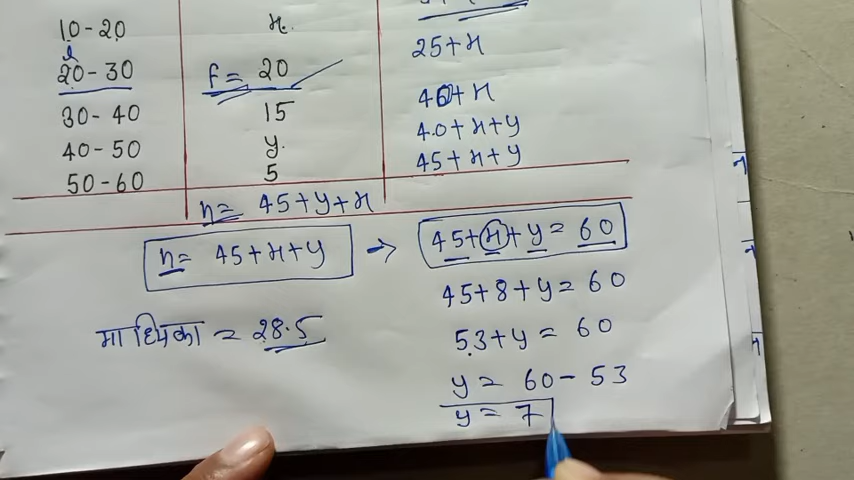 10-20 x
25+x
20-30 f= 20
30-40 15 40+x
40-50 y 40+x+y
50-60 5 45+x+y
n= 45+y+x
n= 45+x+y → 45+x+y= 60
45+8+y=60
माध्यिका = 28.5
53+y = 60
y = 60-53
y = 7